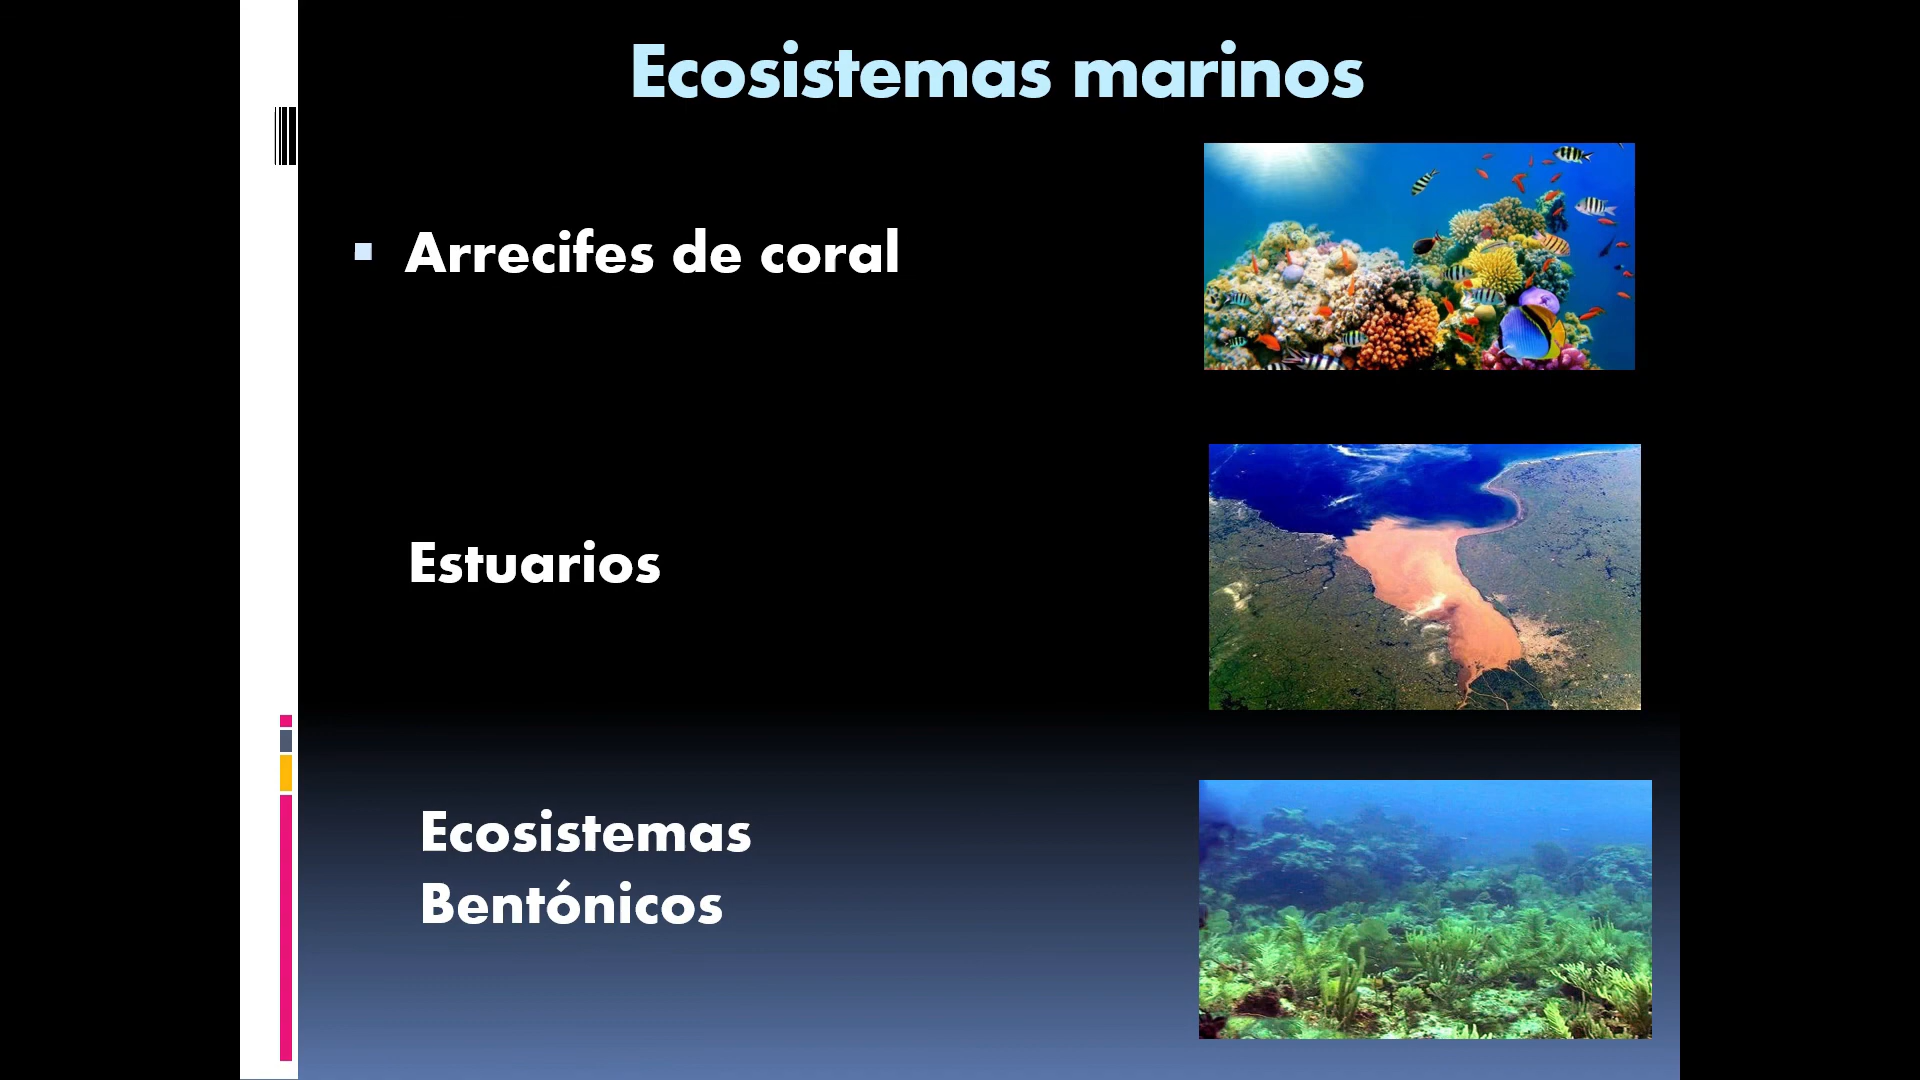 Ecosistemas marinos
Arrecifes de coral
Estuarios
Ecosistemas
Bentónicos